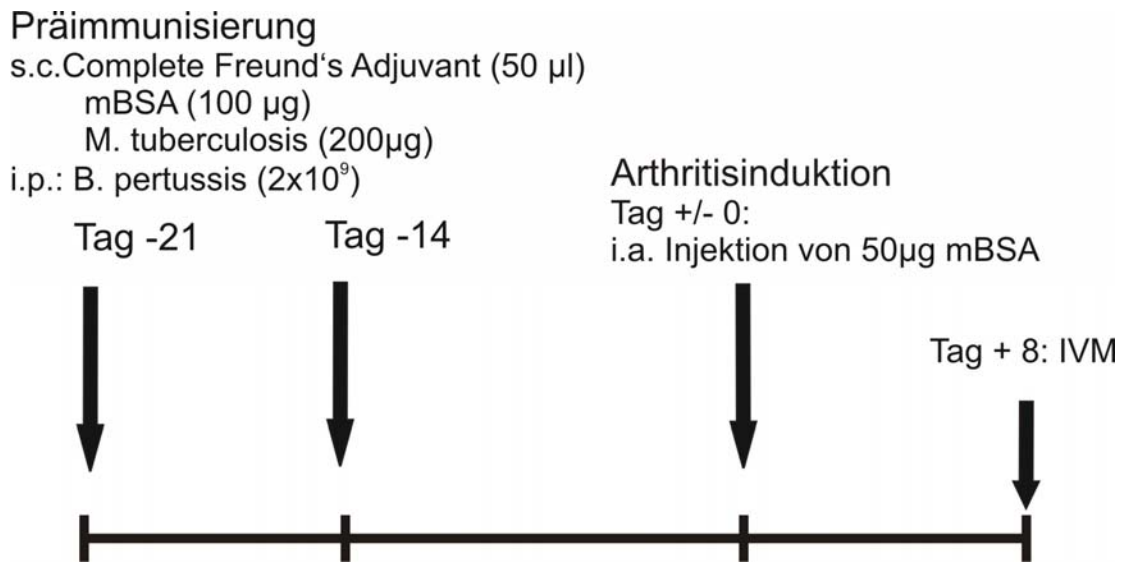 Präimmunisierung
s.c.Complete Freund‘s Adjuvant (50 µl)
mBSA (100 µg)
M. tuberculosis (200µg)
i.p.: B. pertussis (2x10⁹)
Tag -21
Tag -14
Arthritisinduktion
Tag +/- 0:
i.a. Injektion von 50µg mBSA
Tag + 8: IVM